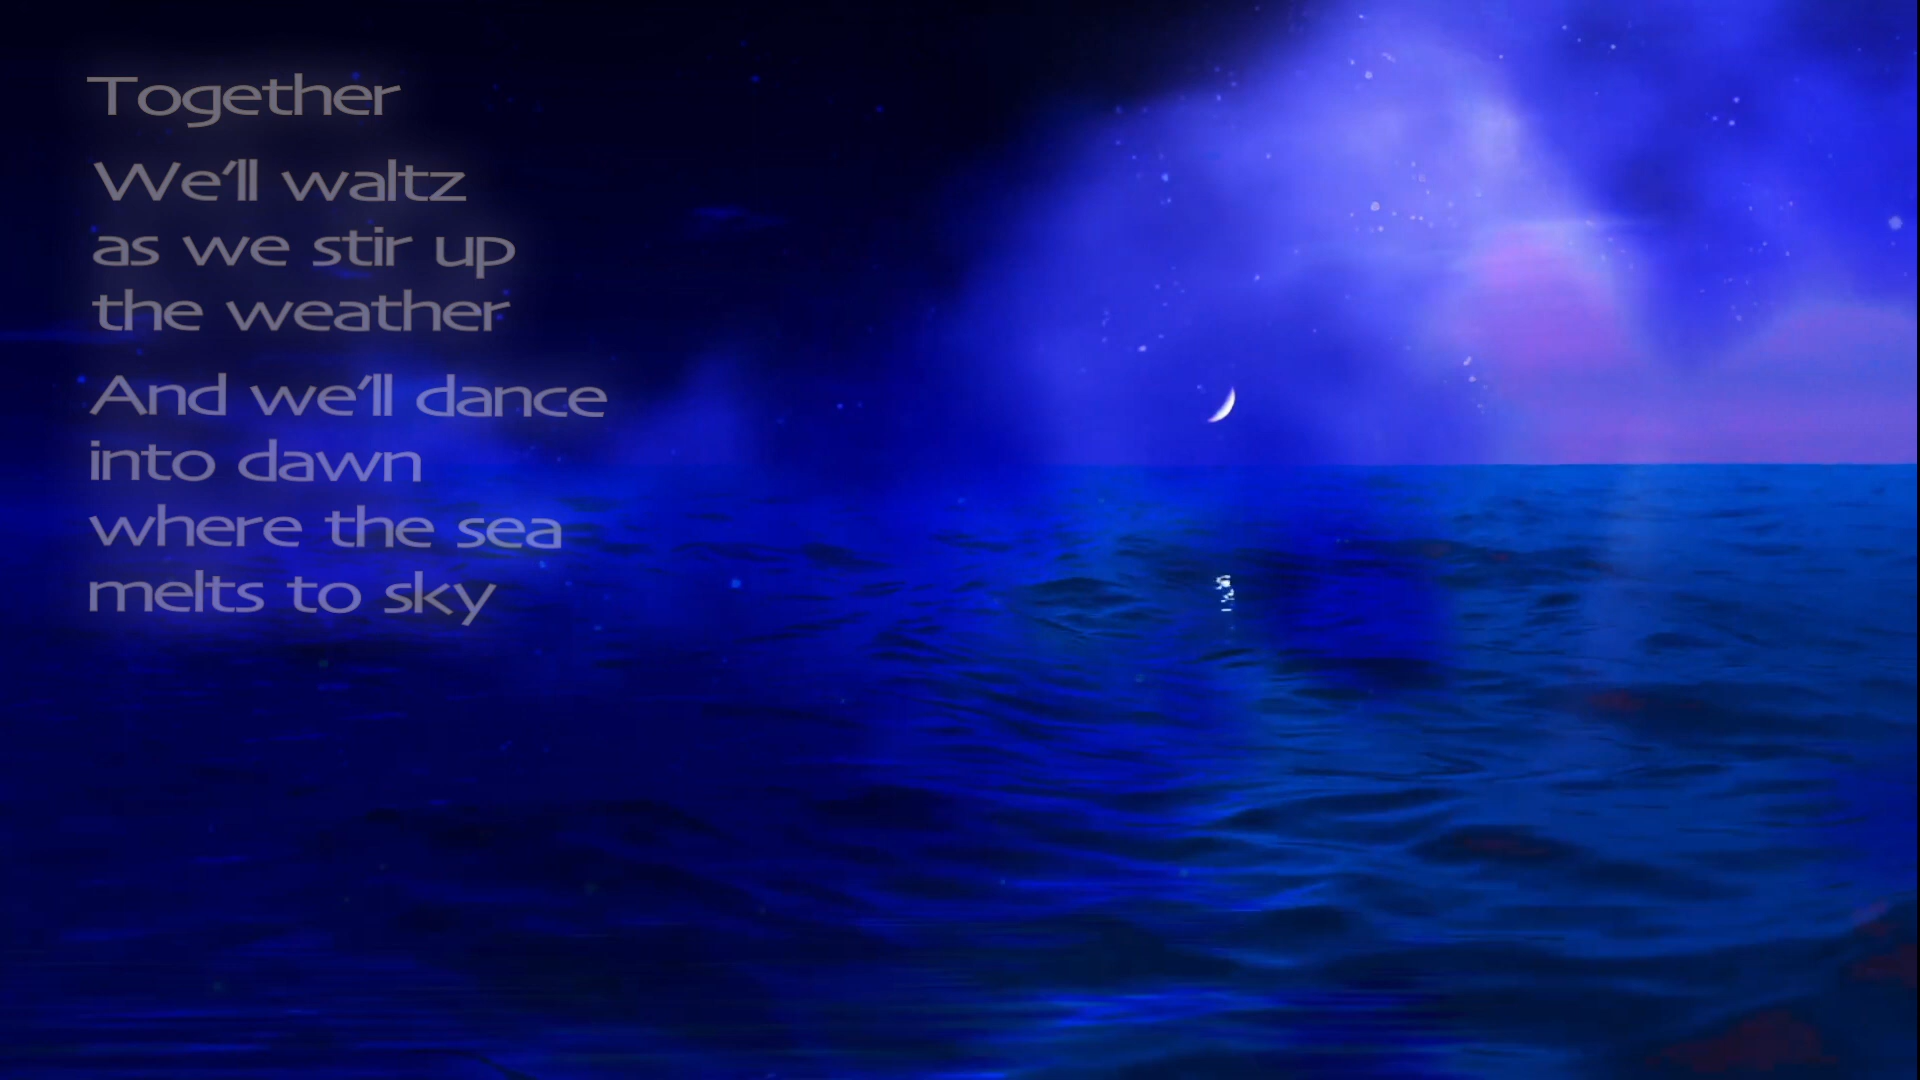 Together
We'll waltz
as we stir up
the weather
And we'll dance
into dawn
where the sea
melts to sky